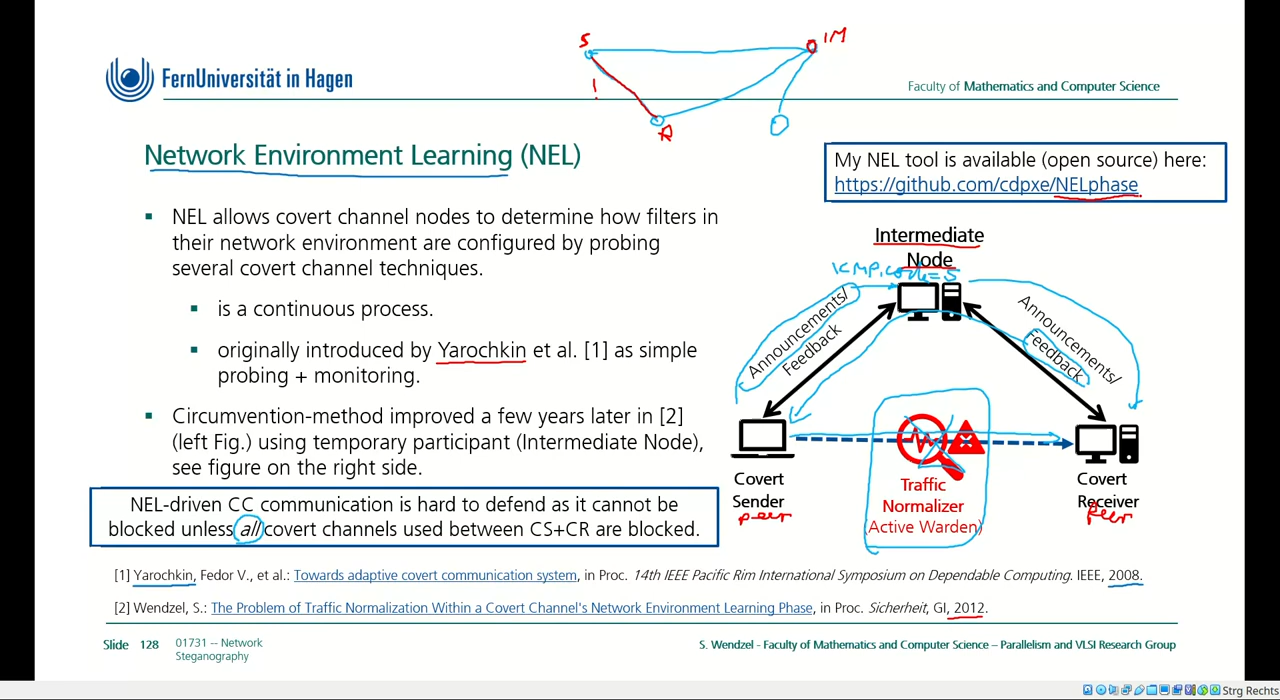 S
IM
FernUniversität in Hagen
Faculty of Mathematics and Computer Science
!
R
Network Environment Learning (NEL)
My NEL tool is available (open source) here:
https://github.com/cdpxe/NELphase
NEL allows covert channel nodes to determine how filters in
their network environment are configured by probing
several covert channel techniques.
is a continuous process.
originally introduced by Yarochkin et al. [1] as simple
probing + monitoring.
Circumvention-method improved a few years later in [2]
(left Fig.) using temporary participant (Intermediate Node),
see figure on the right side.
NEL-driven CC communication is hard to defend as it cannot be
blocked unless all covert channels used between CS+CR are blocked.
Intermediate
Node
ICMP, code=5
Announcements/
Feedback
Announcements/
Feedback
Covert
Sender
peer
Traffic
Normalizer
(Active Warden)
Covert
Receiver
peer
[1] Yarochkin, Fedor V., et al.: Towards adaptive covert communication system, in Proc. 14th IEEE Pacific Rim International Symposium on Dependable Computing. IEEE, 2008.
[2] Wendzel, S.: The Problem of Traffic Normalization Within a Covert Channel's Network Environment Learning Phase, in Proc. Sicherheit, GI, 2012.
Slide 128
01731 -- Network
Steganography
S. Wendzel - Faculty of Mathematics and Computer Science – Parallelism and VLSI Research Group
Strg Rechts